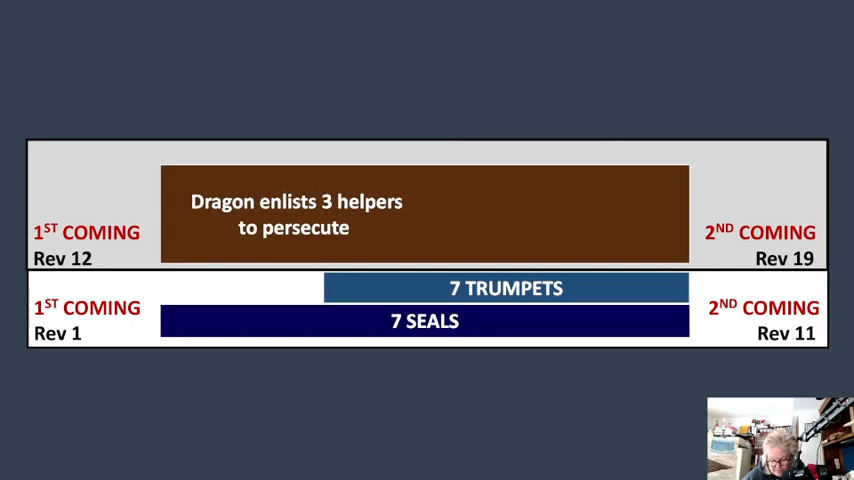 Dragon enlists 3 helpers
to persecute
1ST COMING
Rev 12
2ND COMING
Rev 19
7 TRUMPETS
1ST COMING
Rev 1
7 SEALS
2ND COMING
Rev 11